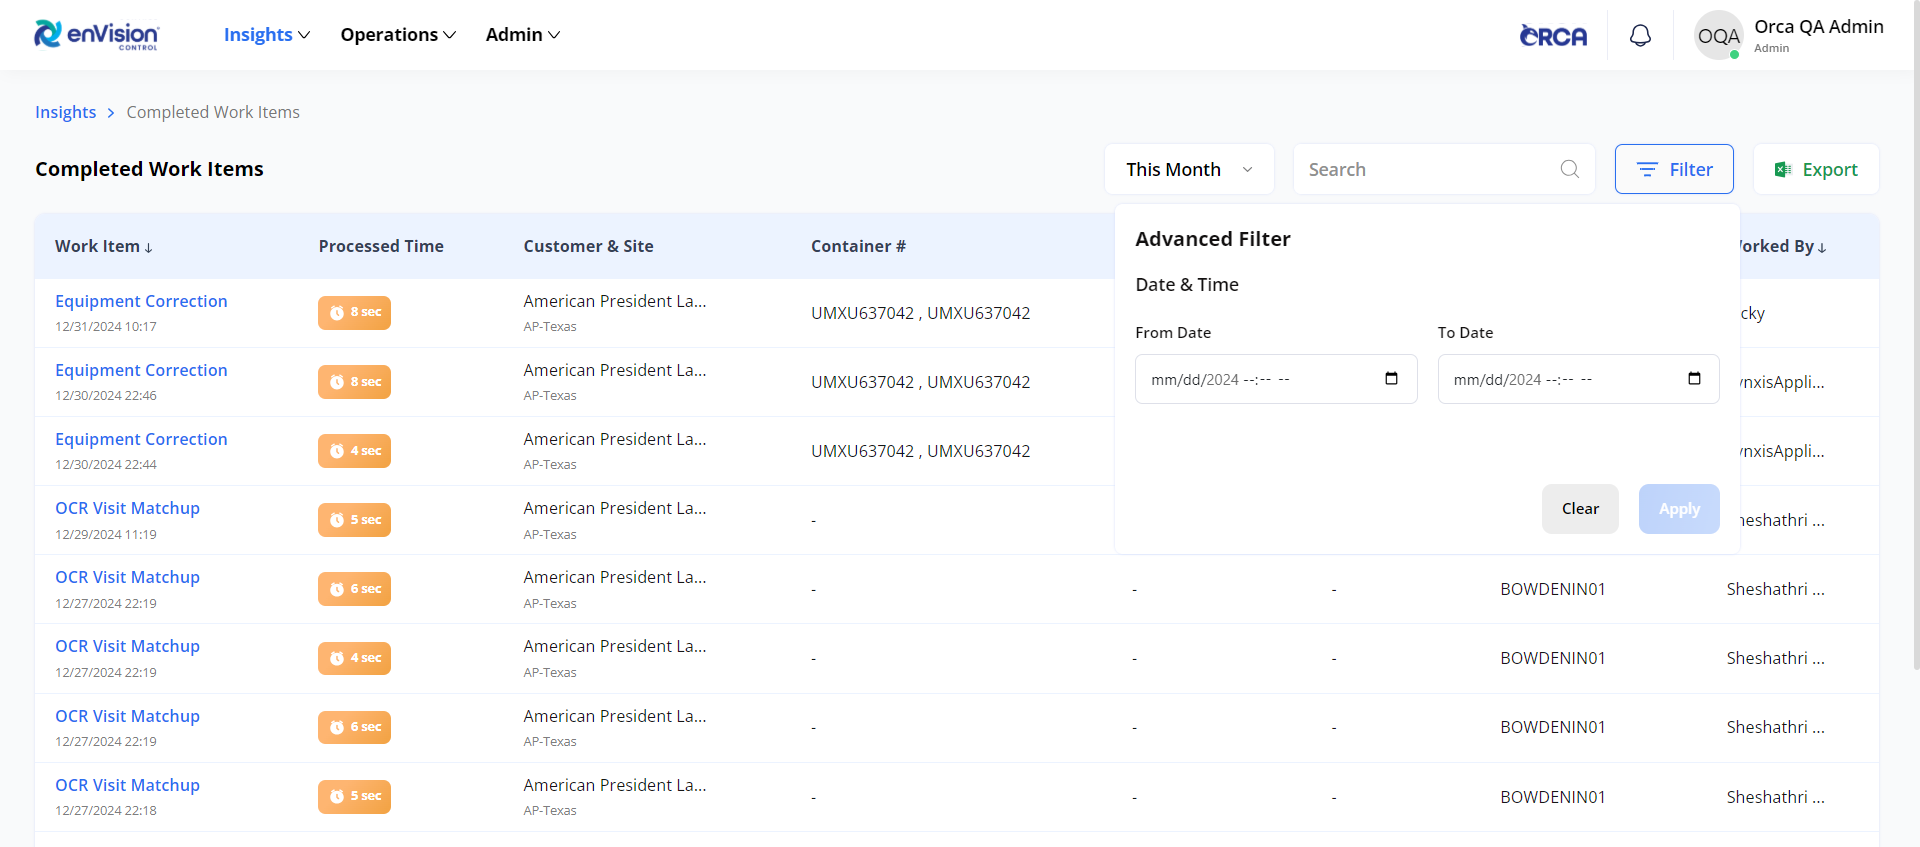 enVision
CONTROL
Insights Operations Admin
ORCA
OQA
Orca QA Admin
Admin
Insights > Completed Work Items
Completed Work Items
This Month
Search
Filter
Export
Work Item ↓ Processed Time Customer & Site Container # orked By ↓
Advanced Filter
Date & Time
From Date To Date
mm/dd/2024 --:-- -- mm/dd/2024 --:-- --
Clear Apply
Equipment Correction
12/31/2024 10:17
8 sec
American President La...
AP-Texas
UMXU637042 , UMXU637042
cky
Equipment Correction
12/30/2024 22:46
8 sec
American President La...
AP-Texas
UMXU637042 , UMXU637042
ynxisAppli...
Equipment Correction
12/30/2024 22:44
4 sec
American President La...
AP-Texas
UMXU637042 , UMXU637042
ynxisAppli...
OCR Visit Matchup
12/29/2024 11:19
5 sec
American President La...
AP-Texas
-
heshathri ...
OCR Visit Matchup
12/27/2024 22:19
6 sec
American President La...
AP-Texas
- - - BOWDENIN01 Sheshathri ...
OCR Visit Matchup
12/27/2024 22:19
4 sec
American President La...
AP-Texas
- - - BOWDENIN01 Sheshathri ...
OCR Visit Matchup
12/27/2024 22:19
6 sec
American President La...
AP-Texas
- - - BOWDENIN01 Sheshathri ...
OCR Visit Matchup
12/27/2024 22:18
5 sec
American President La...
AP-Texas
- - - BOWDENIN01 Sheshathri ...